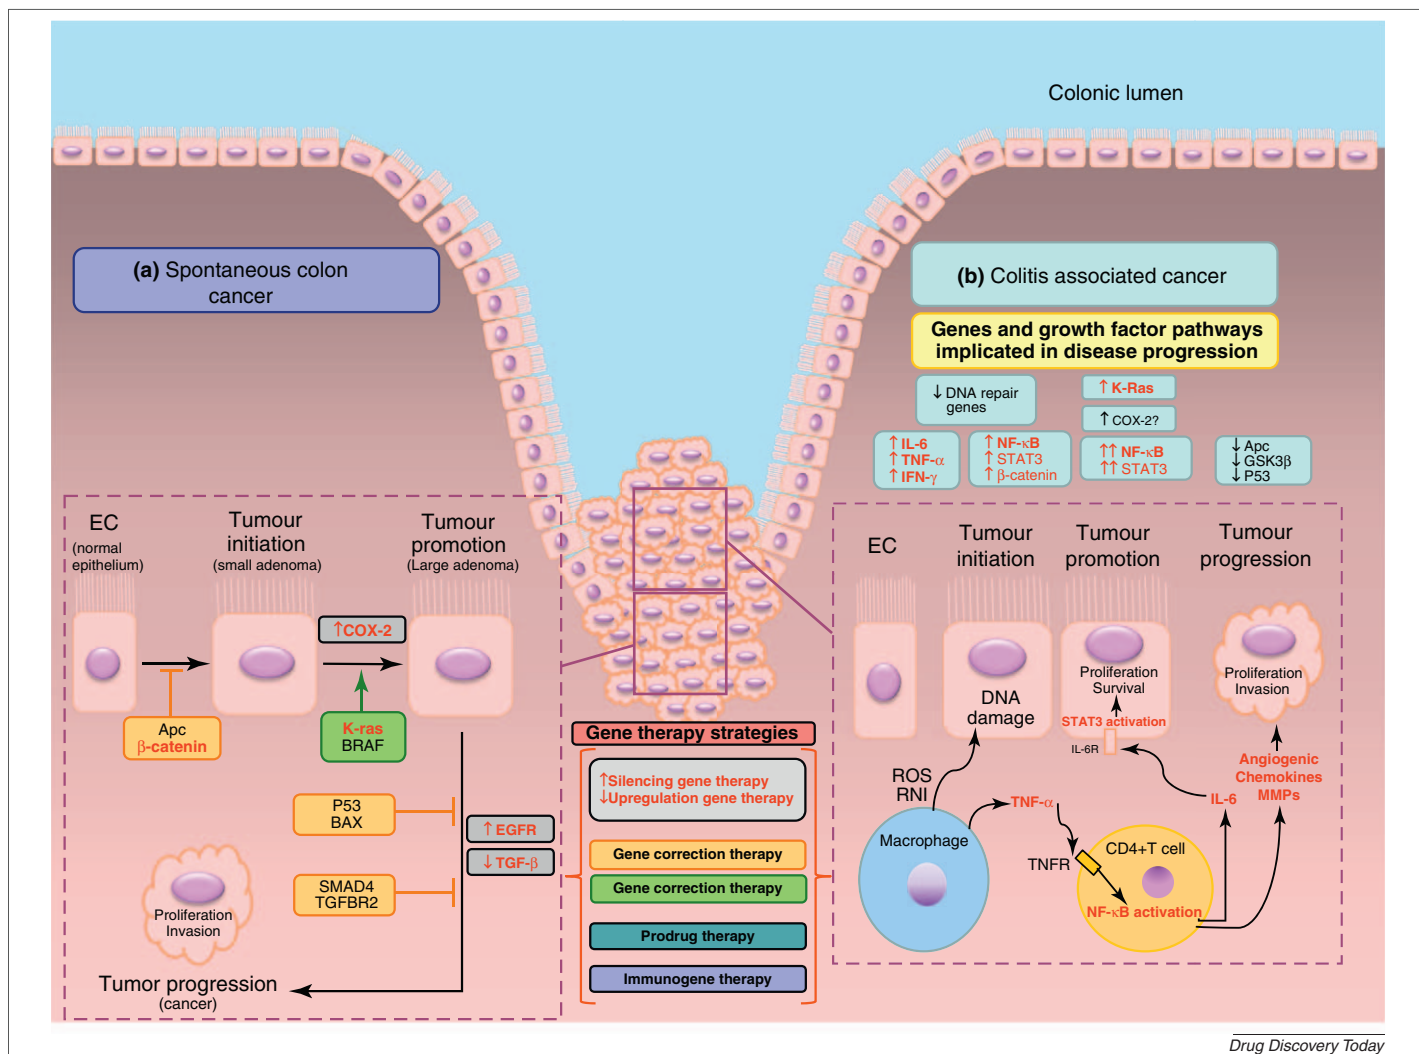 Colonic lumen
(a) Spontaneous colon
cancer
(b) Colitis associated cancer
Genes and growth factor pathways
implicated in disease progression
↓ DNA repair
genes
↑ K-Ras
↑ COX-2?
↑ IL-6
↑ TNF-α
↑ IFN-γ
↑ NF-κB
↑ STAT3
↑ β-catenin
↑↑ NF-κB
↑↑ STAT3
↓ Apc
↓ GSK3β
↓ P53
EC
(normal
epithelium)
Tumour
initiation
(small adenoma)
Tumour
promotion
(Large adenoma)
↑COX-2
Apc
β-catenin
K-ras
BRAF
P53
BAX
↑ EGFR
↓ TGF-β
SMAD4
TGFBR2
Proliferation
Invasion
Tumor progression
(cancer)
Gene therapy strategies
↑Silencing gene therapy
↓Upregulation gene therapy
Gene correction therapy
Gene correction therapy
Prodrug therapy
Immunogene therapy
EC
Tumour
initiation
Tumour
promotion
Tumour
progression
DNA
damage
Proliferation
Survival
STAT3 activation
IL-6R
Proliferation
Invasion
ROS
RNI
Macrophage
TNF-α
TNFR
CD4+T cell
NF-κB activation
IL-6
Angiogenic
Chemokines
MMPs
Drug Discovery Today